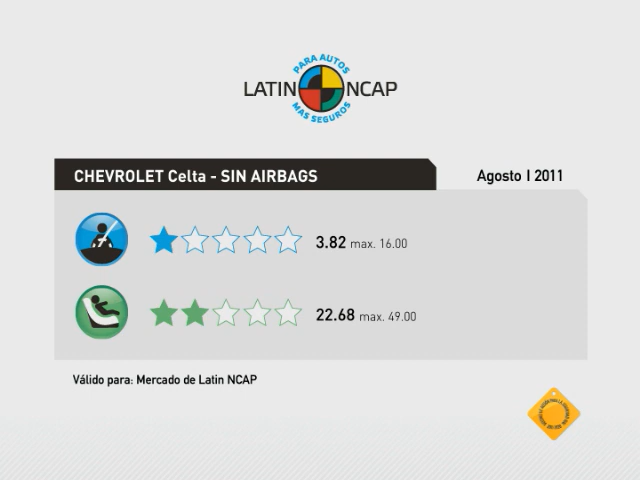 PARA AUTOS
LATIN NCAP
MAS SEGUROS
CHEVROLET Celta - SIN AIRBAGS
Agosto I 2011
3.82 max. 16.00
22.68 max. 49.00
Válido para: Mercado de Latin NCAP